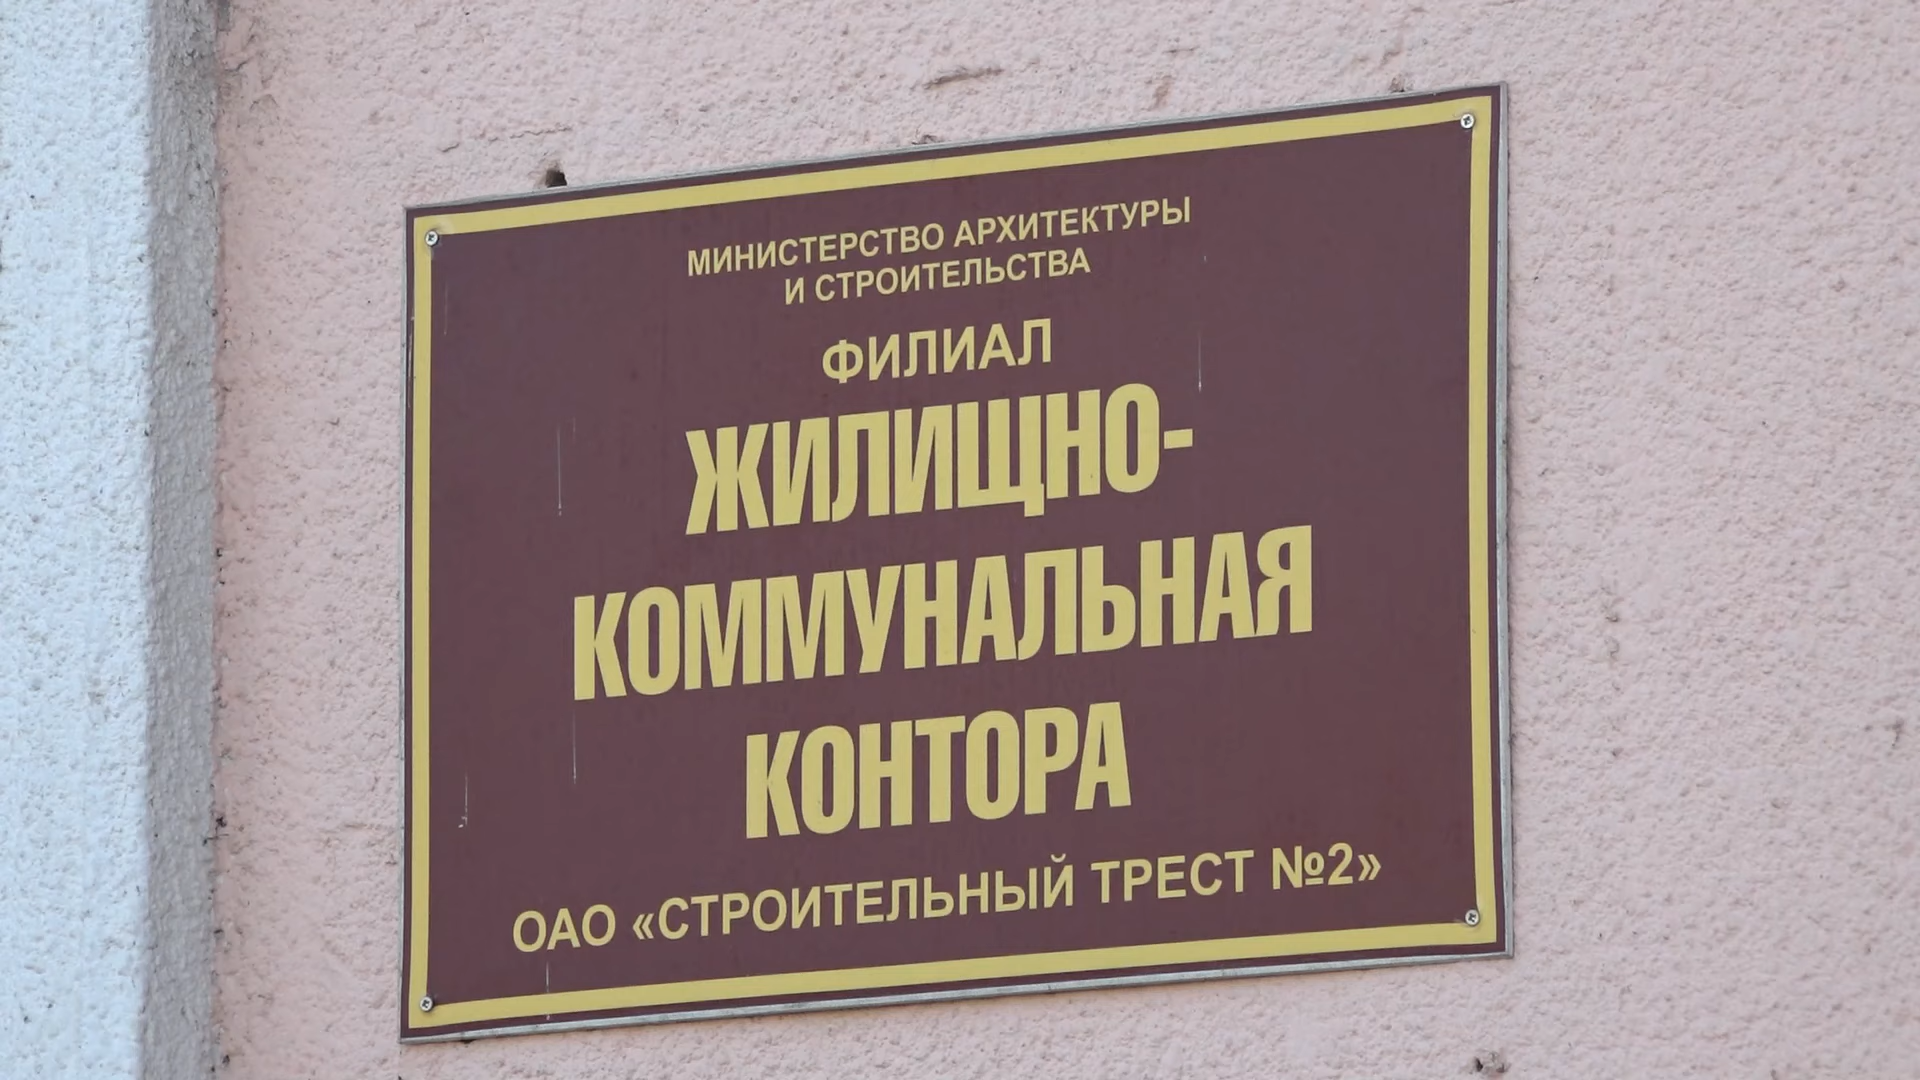 МИНИСТЕРСТВО АРХИТЕКТУРЫ
И СТРОИТЕЛЬСТВА
ФИЛИАЛ
ЖИЛИЩНО-
КОММУНАЛЬНАЯ
КОНТОРА
ОАО «СТРОИТЕЛЬНЫЙ ТРЕСТ №2»